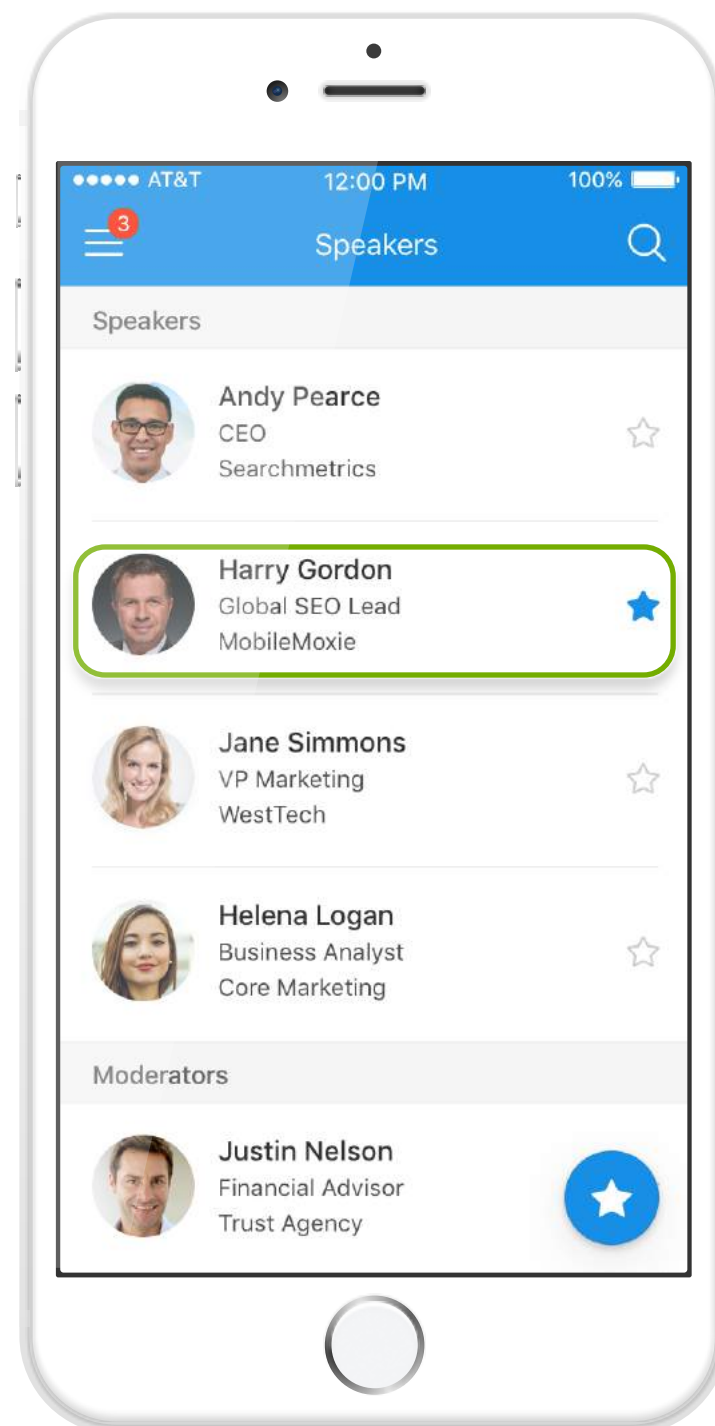 AT&T 12:00 PM 100%
3
Speakers
Speakers
Andy Pearce
CEO
Searchmetrics
Harry Gordon
Global SEO Lead
MobileMoxie
Jane Simmons
VP Marketing
WestTech
Helena Logan
Business Analyst
Core Marketing
Moderators
Justin Nelson
Financial Advisor
Trust Agency